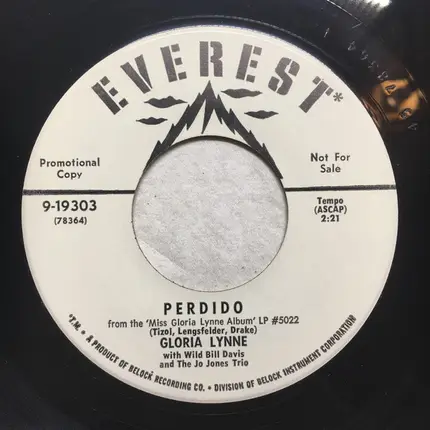 EVEREST*
Promotional
Copy
Not For
Sale
9-19303
(78364)
Tempo
(ASCAP)
2:21
PERDIDO
from the 'Miss Gloria Lynne Album' LP #5022
(Tizol, Lengsfelder, Drake)
GLORIA LYNNE
with Wild Bill Davis
and The Jo Jones Trio
*T.M. ★ A PRODUCT OF BELOCK RECORDING CO. • DIVISION OF BELOCK INSTRUMENT CORPORATION